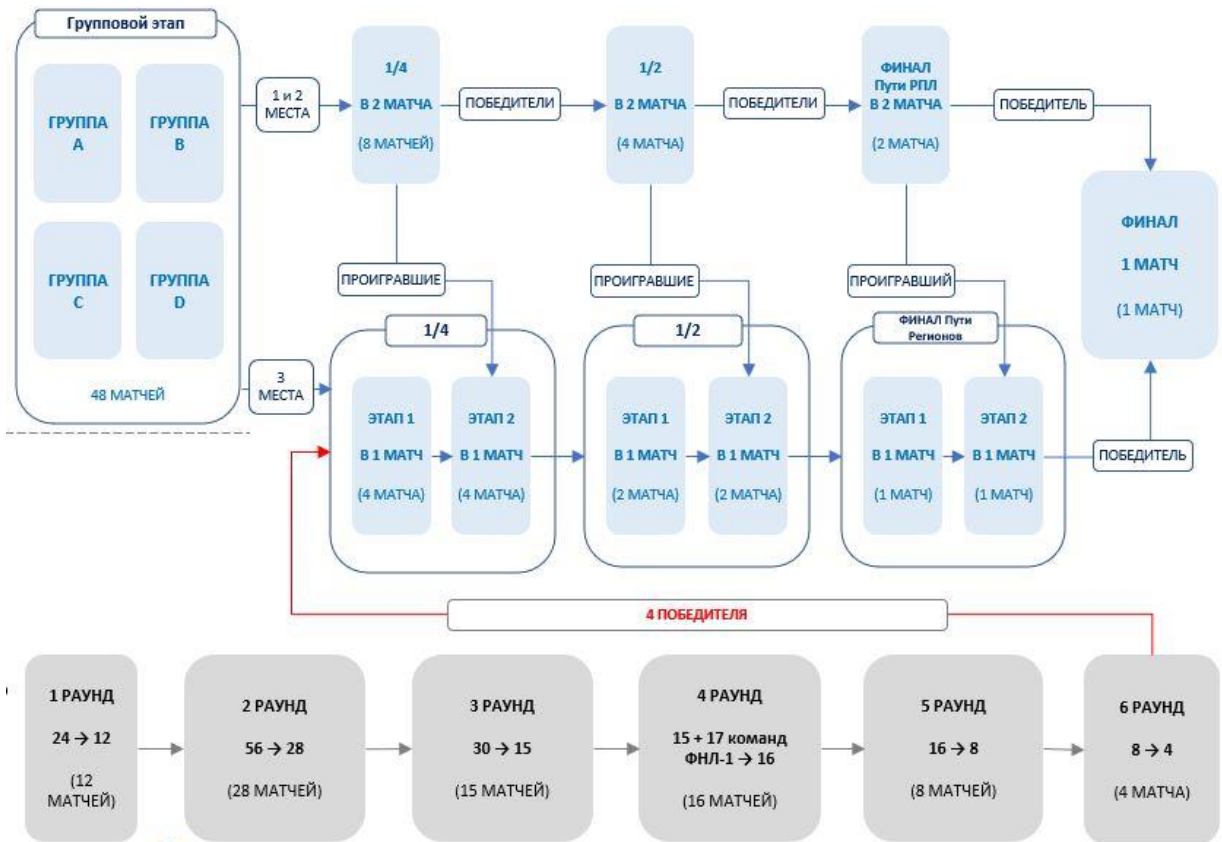 Групповой этап
ГРУППА
A
ГРУППА
B
ГРУППА
C
ГРУППА
D
48 МАТЧЕЙ
1 и 2
МЕСТА
1/4
В 2 МАТЧА
(8 МАТЧЕЙ)
ПОБЕДИТЕЛИ
1/2
В 2 МАТЧА
(4 МАТЧА)
ПОБЕДИТЕЛИ
ФИНАЛ
Пути РПЛ
В 2 МАТЧА
(2 МАТЧА)
ПОБЕДИТЕЛЬ
ФИНАЛ
1 МАТЧ
(1 МАТЧ)
ПРОИГРАВШИЕ
ПРОИГРАВШИЕ
ПРОИГРАВШИЙ
3
МЕСТА
1/4
ЭТАП 1
В 1 МАТЧ
(4 МАТЧА)
ЭТАП 2
В 1 МАТЧ
(4 МАТЧА)
1/2
ЭТАП 1
В 1 МАТЧ
(2 МАТЧА)
ЭТАП 2
В 1 МАТЧ
(2 МАТЧА)
ФИНАЛ Пути
Регионов
ЭТАП 1
В 1 МАТЧ
(1 МАТЧ)
ЭТАП 2
В 1 МАТЧ
(1 МАТЧ)
ПОБЕДИТЕЛЬ
4 ПОБЕДИТЕЛЯ
1 РАУНД
24 → 12
(12
МАТЧЕЙ)
2 РАУНД
56 → 28
(28 МАТЧЕЙ)
3 РАУНД
30 → 15
(15 МАТЧЕЙ)
4 РАУНД
15 + 17 команд
ФНЛ-1 → 16
(16 МАТЧЕЙ)
5 РАУНД
16 → 8
(8 МАТЧЕЙ)
6 РАУНД
8 → 4
(4 МАТЧА)